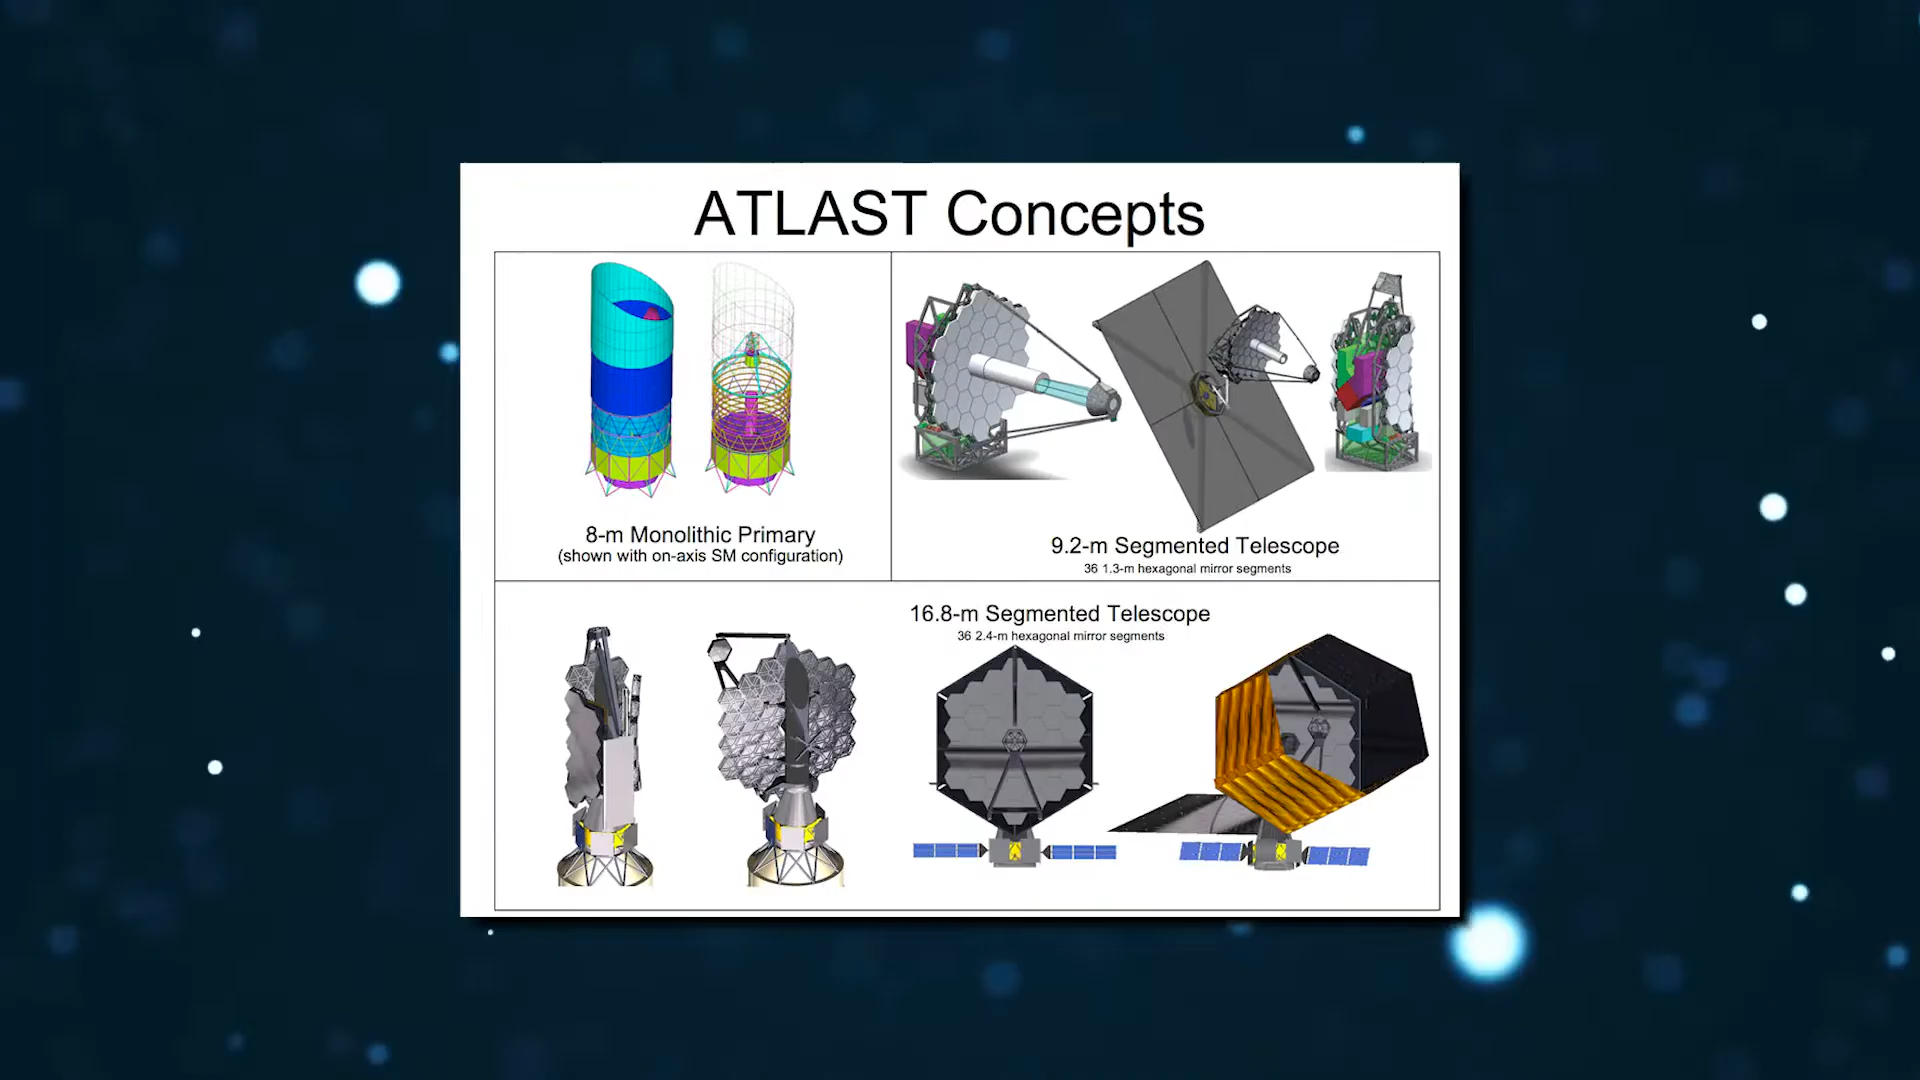 ATLAST Concepts
8-m Monolithic Primary
(shown with on-axis SM configuration)
9.2-m Segmented Telescope
36 1.3-m hexagonal mirror segments
16.8-m Segmented Telescope
36 2.4-m hexagonal mirror segments